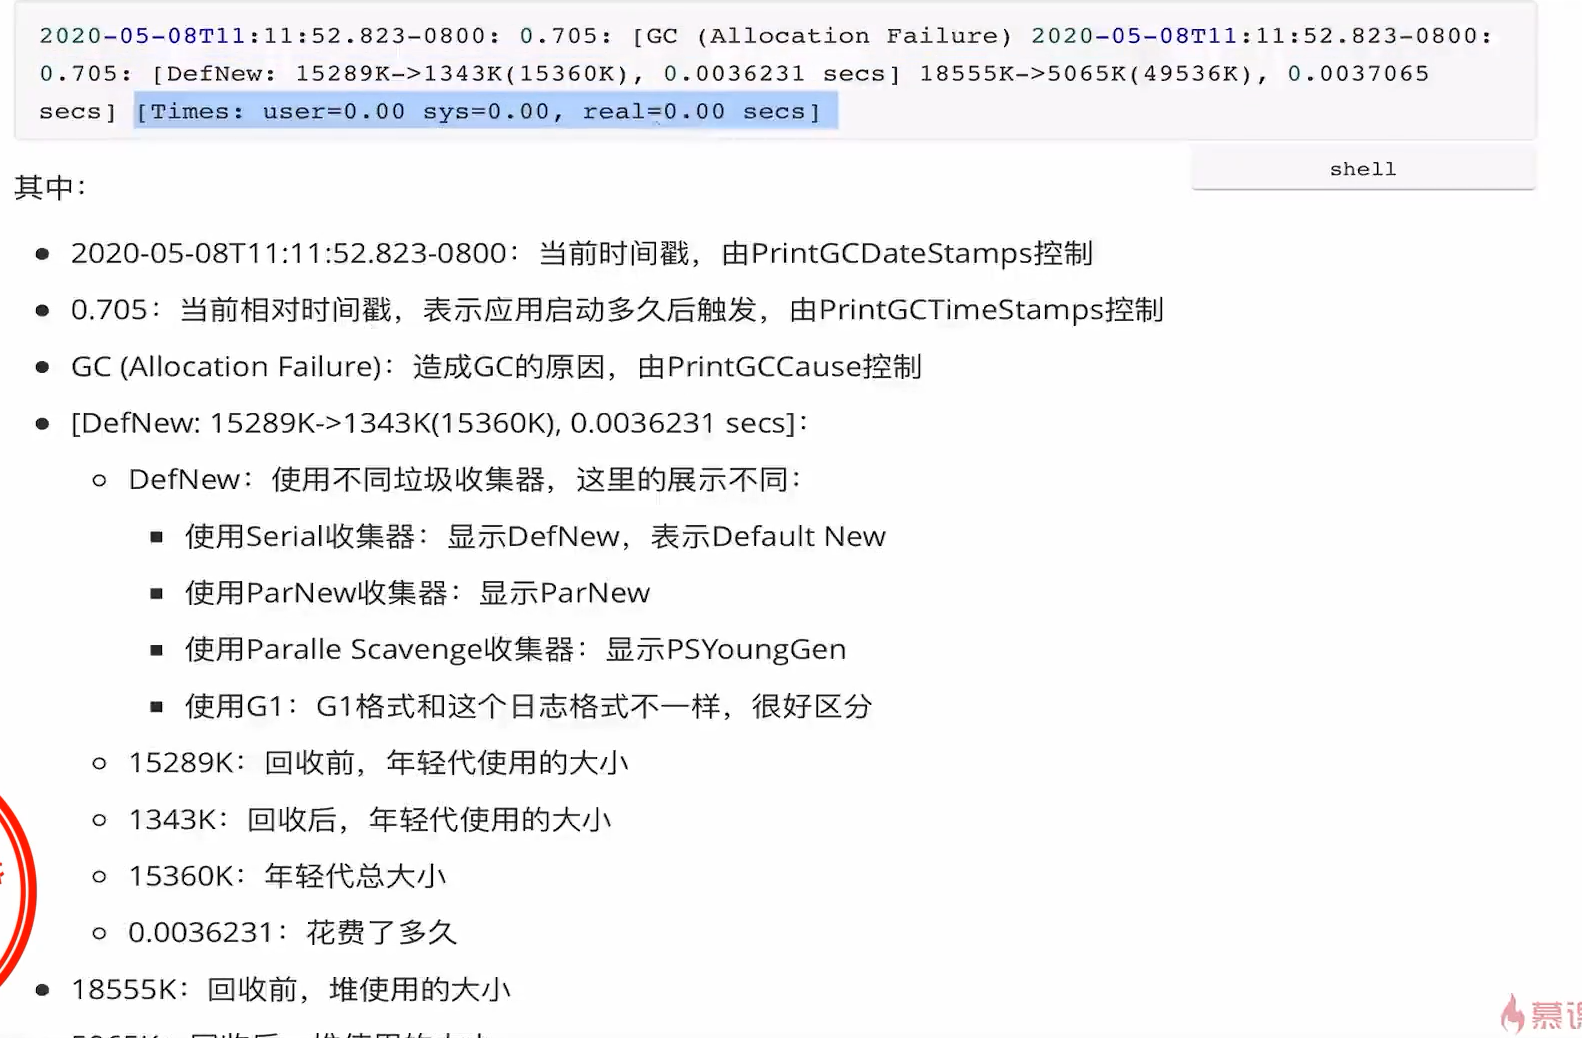 2020-05-08T11:11:52.823-0800: 0.705: [GC (Allocation Failure) 2020-05-08T11:11:52.823-0800:
0.705: [DefNew: 15289K->1343K(15360K), 0.0036231 secs] 18555K->5065K(49536K), 0.0037065
secs] [Times: user=0.00 sys=0.00, real=0.00 secs]
shell
其中：
2020-05-08T11:11:52.823-0800：当前时间戳，由PrintGCDateStamps控制
0.705：当前相对时间戳，表示应用启动多久后触发，由PrintGCTimeStamps控制
GC (Allocation Failure)：造成GC的原因，由PrintGCCause控制
[DefNew: 15289K->1343K(15360K), 0.0036231 secs]：
DefNew：使用不同垃圾收集器，这里的展示不同：
使用Serial收集器：显示DefNew，表示Default New
使用ParNew收集器：显示ParNew
使用Paralle Scavenge收集器：显示PSYoungGen
使用G1：G1格式和这个日志格式不一样，很好区分
15289K：回收前，年轻代使用的大小
1343K：回收后，年轻代使用的大小
15360K：年轻代总大小
0.0036231：花费了多久
18555K：回收前，堆使用的大小
慕课